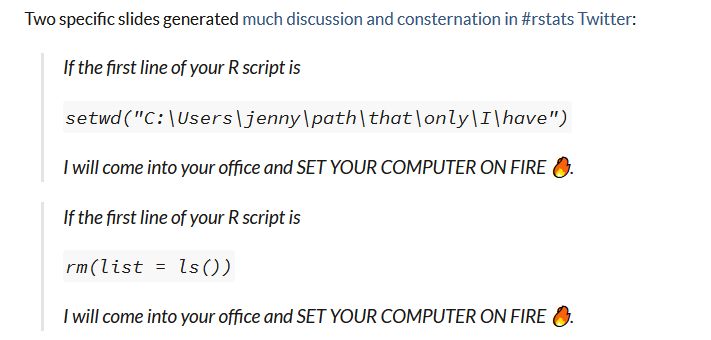 Two specific slides generated much discussion and consternation in #rstats Twitter:
If the first line of your R script is
setwd("C:\Users\jenny\path\that\only\I\have")
I will come into your office and SET YOUR COMPUTER ON FIRE 🔥.
If the first line of your R script is
rm(list = ls())
I will come into your office and SET YOUR COMPUTER ON FIRE 🔥.